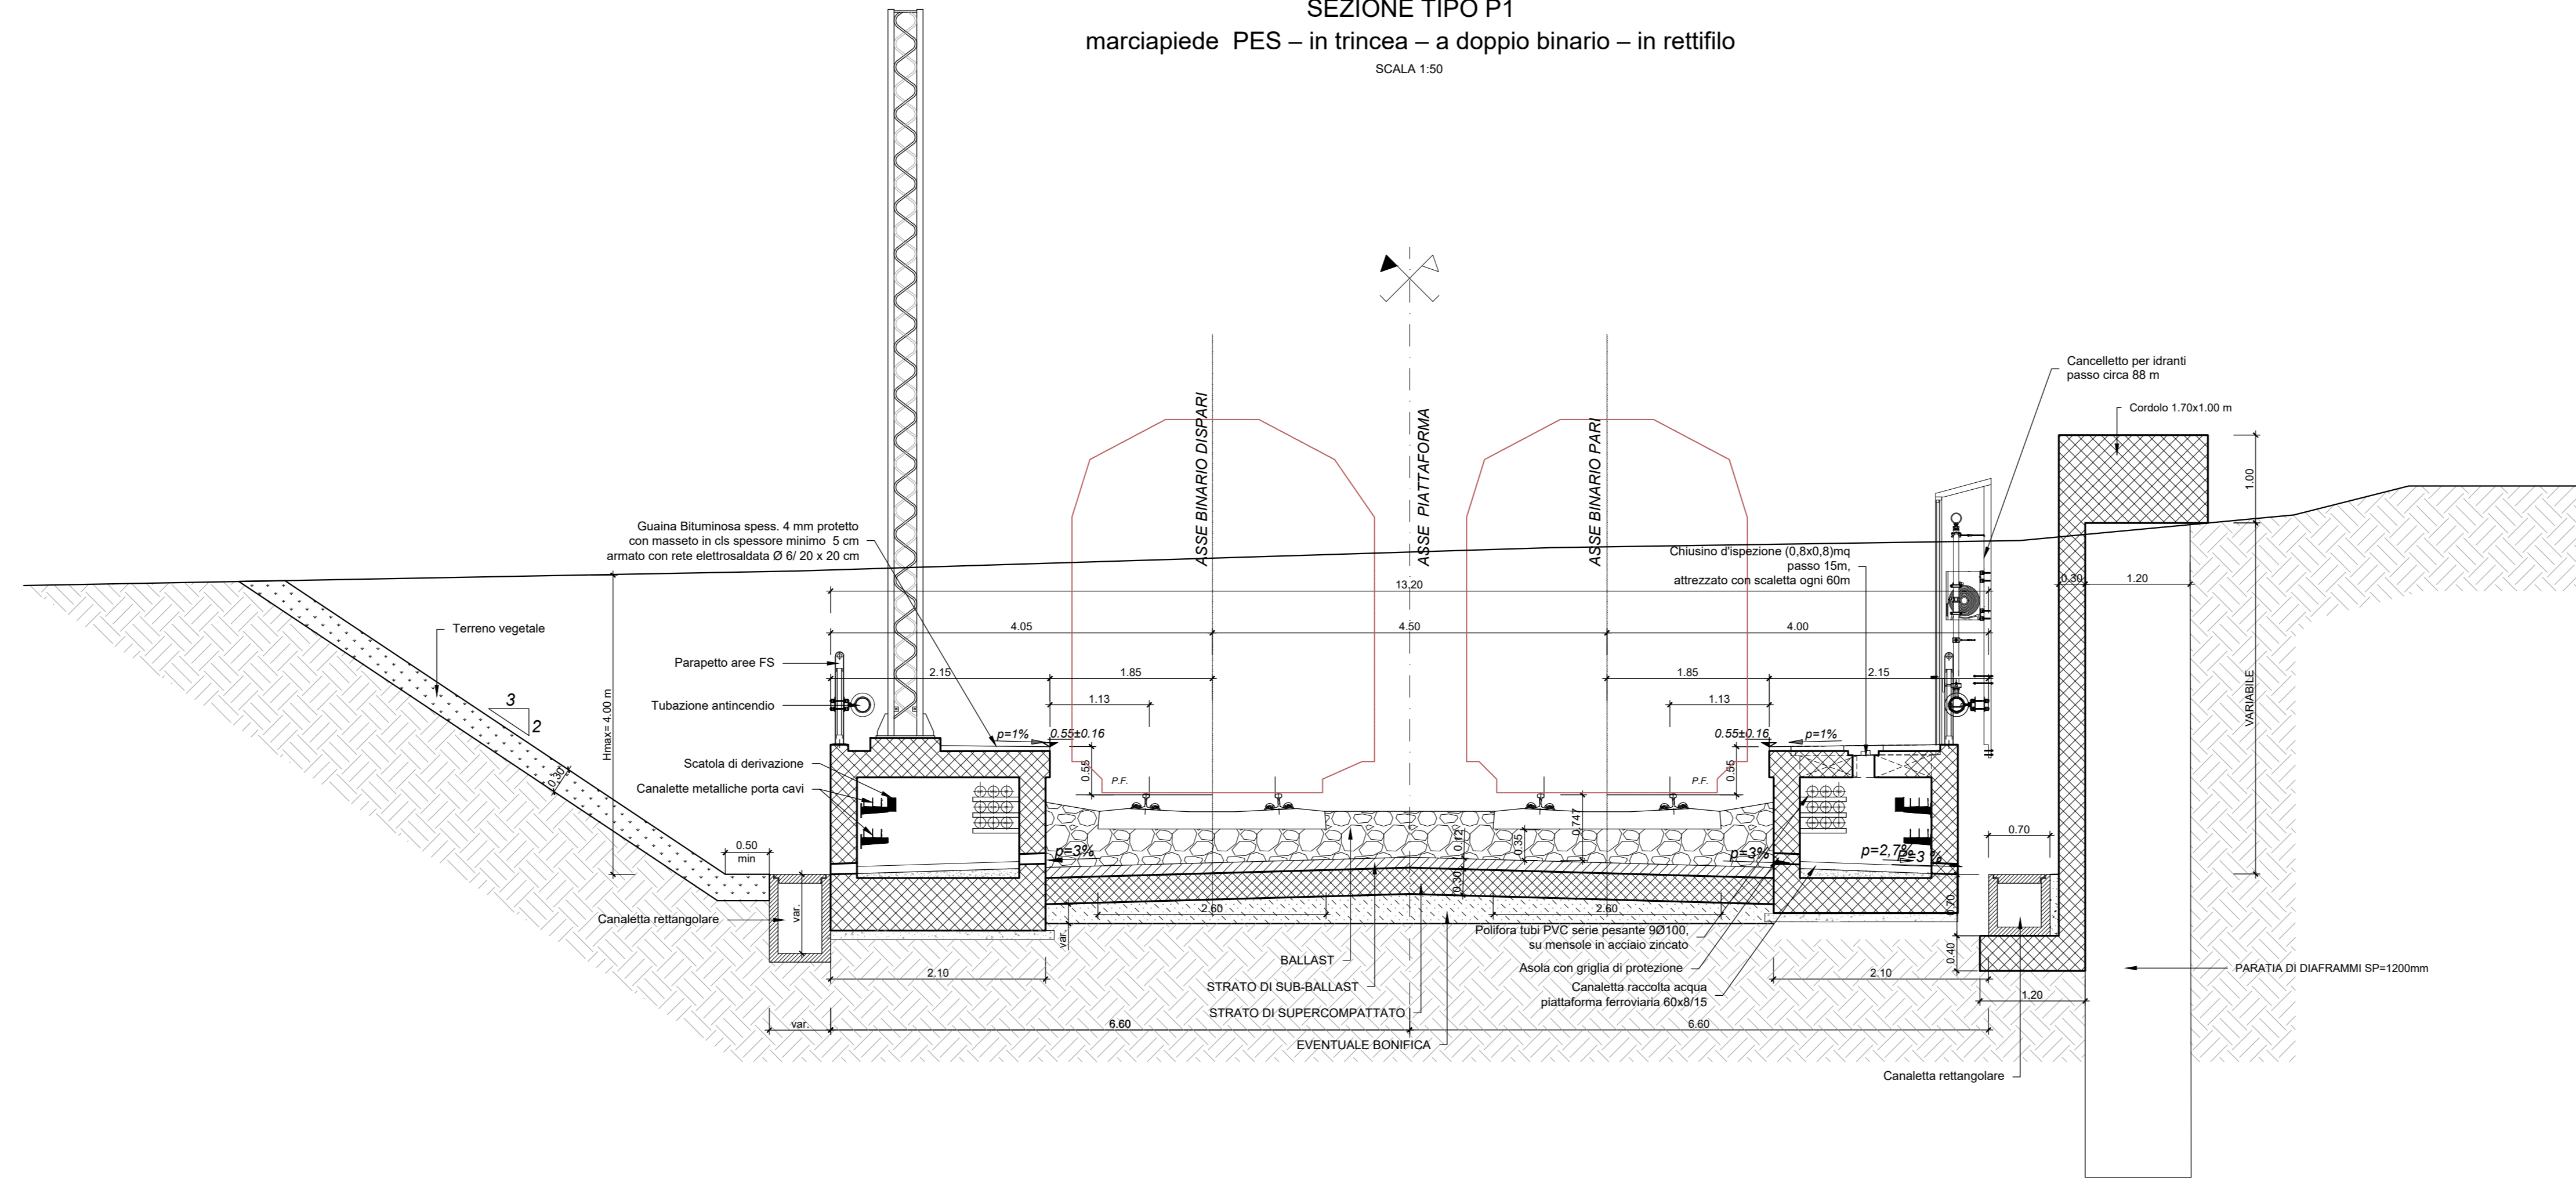 SEZIONE TIPO P1
marciapiede PES – in trincea – a doppio binario – in rettifilo
SCALA 1:50
Cancelletto per idranti
passo circa 88 m
Cordolo 1.70x1.00 m
ASSE BINARIO DISPARI
ASSE PIATTAFORMA
ASSE BINARIO PARI
1.00
Guaina Bituminosa spess. 4 mm protetto
con masseto in cls spessore minimo 5 cm
armato con rete elettrosaldata Ø 6/ 20 x 20 cm
Chiusino d'ispezione (0,8x0,8)mq
passo 15m,
attrezzato con scaletta ogni 60m
13.20
0.30
1.20
Terreno vegetale
4.05
4.50
4.00
Parapetto aree FS
2.15
1.85
1.85
2.15
3
2
Hmax= 4.00 m
Tubazione antincendio
1.13
1.13
VARIABILE
p=1%
0.55±0.16
0.55±0.16
p=1%
Scatola di derivazione
0.55
P.F.
P.F.
0.55
Canalette metalliche porta cavi
0.30
0.747
0.12
0.35
0.70
0.50
min
p=3%
p=3%
p=2,7%
P=3 %
0.30
var.
2.60
2.60
0.70
Canaletta rettangolare
var.
Polifora tubi PVC serie pesante 9Ø100,
su mensole in acciaio zincato
0.40
BALLAST
Asola con griglia di protezione
PARATIA DI DIAFRAMMI SP=1200mm
2.10
2.10
STRATO DI SUB-BALLAST
Canaletta raccolta acqua
piattaforma ferroviaria 60x8/15
1.20
STRATO DI SUPERCOMPATTATO
var.
6.60
6.60
EVENTUALE BONIFICA
Canaletta rettangolare